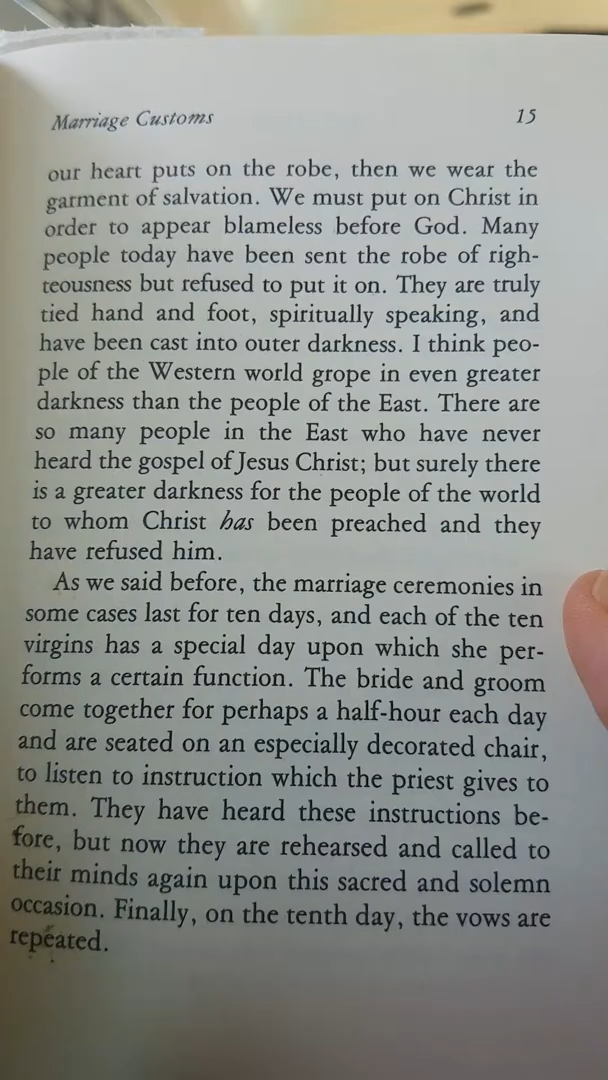 Marriage Customs 15
our heart puts on the robe, then we wear the
garment of salvation. We must put on Christ in
order to appear blameless before God. Many
people today have been sent the robe of righ-
teousness but refused to put it on. They are truly
tied hand and foot, spiritually speaking, and
have been cast into outer darkness. I think peo-
ple of the Western world grope in even greater
darkness than the people of the East. There are
so many people in the East who have never
heard the gospel of Jesus Christ; but surely there
is a greater darkness for the people of the world
to whom Christ has been preached and they
have refused him.
As we said before, the marriage ceremonies in
some cases last for ten days, and each of the ten
virgins has a special day upon which she per-
forms a certain function. The bride and groom
come together for perhaps a half-hour each day
and are seated on an especially decorated chair,
to listen to instruction which the priest gives to
them. They have heard these instructions be-
fore, but now they are rehearsed and called to
their minds again upon this sacred and solemn
occasion. Finally, on the tenth day, the vows are
repeated.